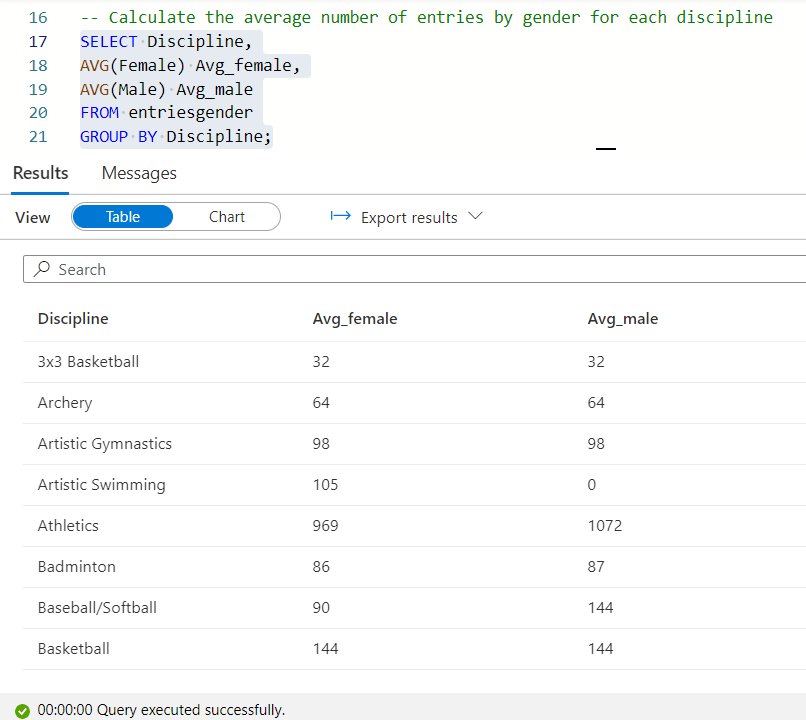 16 -- Calculate the average number of entries by gender for each discipline
17 SELECT Discipline,
18 AVG(Female) Avg_female,
19 AVG(Male) Avg_male
20 FROM entriesgender
21 GROUP BY Discipline;
Results Messages
View Table Chart Export results
Search
Discipline Avg_female Avg_male
3x3 Basketball 32 32
Archery 64 64
Artistic Gymnastics 98 98
Artistic Swimming 105 0
Athletics 969 1072
Badminton 86 87
Baseball/Softball 90 144
Basketball 144 144
00:00:00 Query executed successfully.